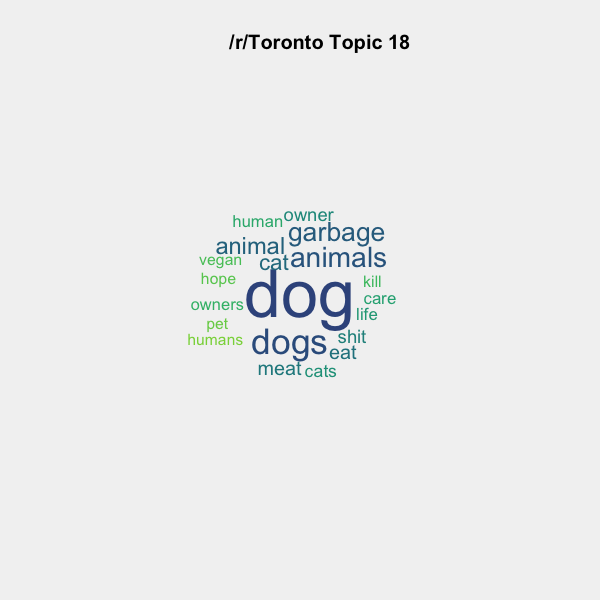 /r/Toronto Topic 18
human owner
garbage
animal
vegan cat animals
hope dog kill
owners care
life
pet dogs shit
humans eat
meat cats